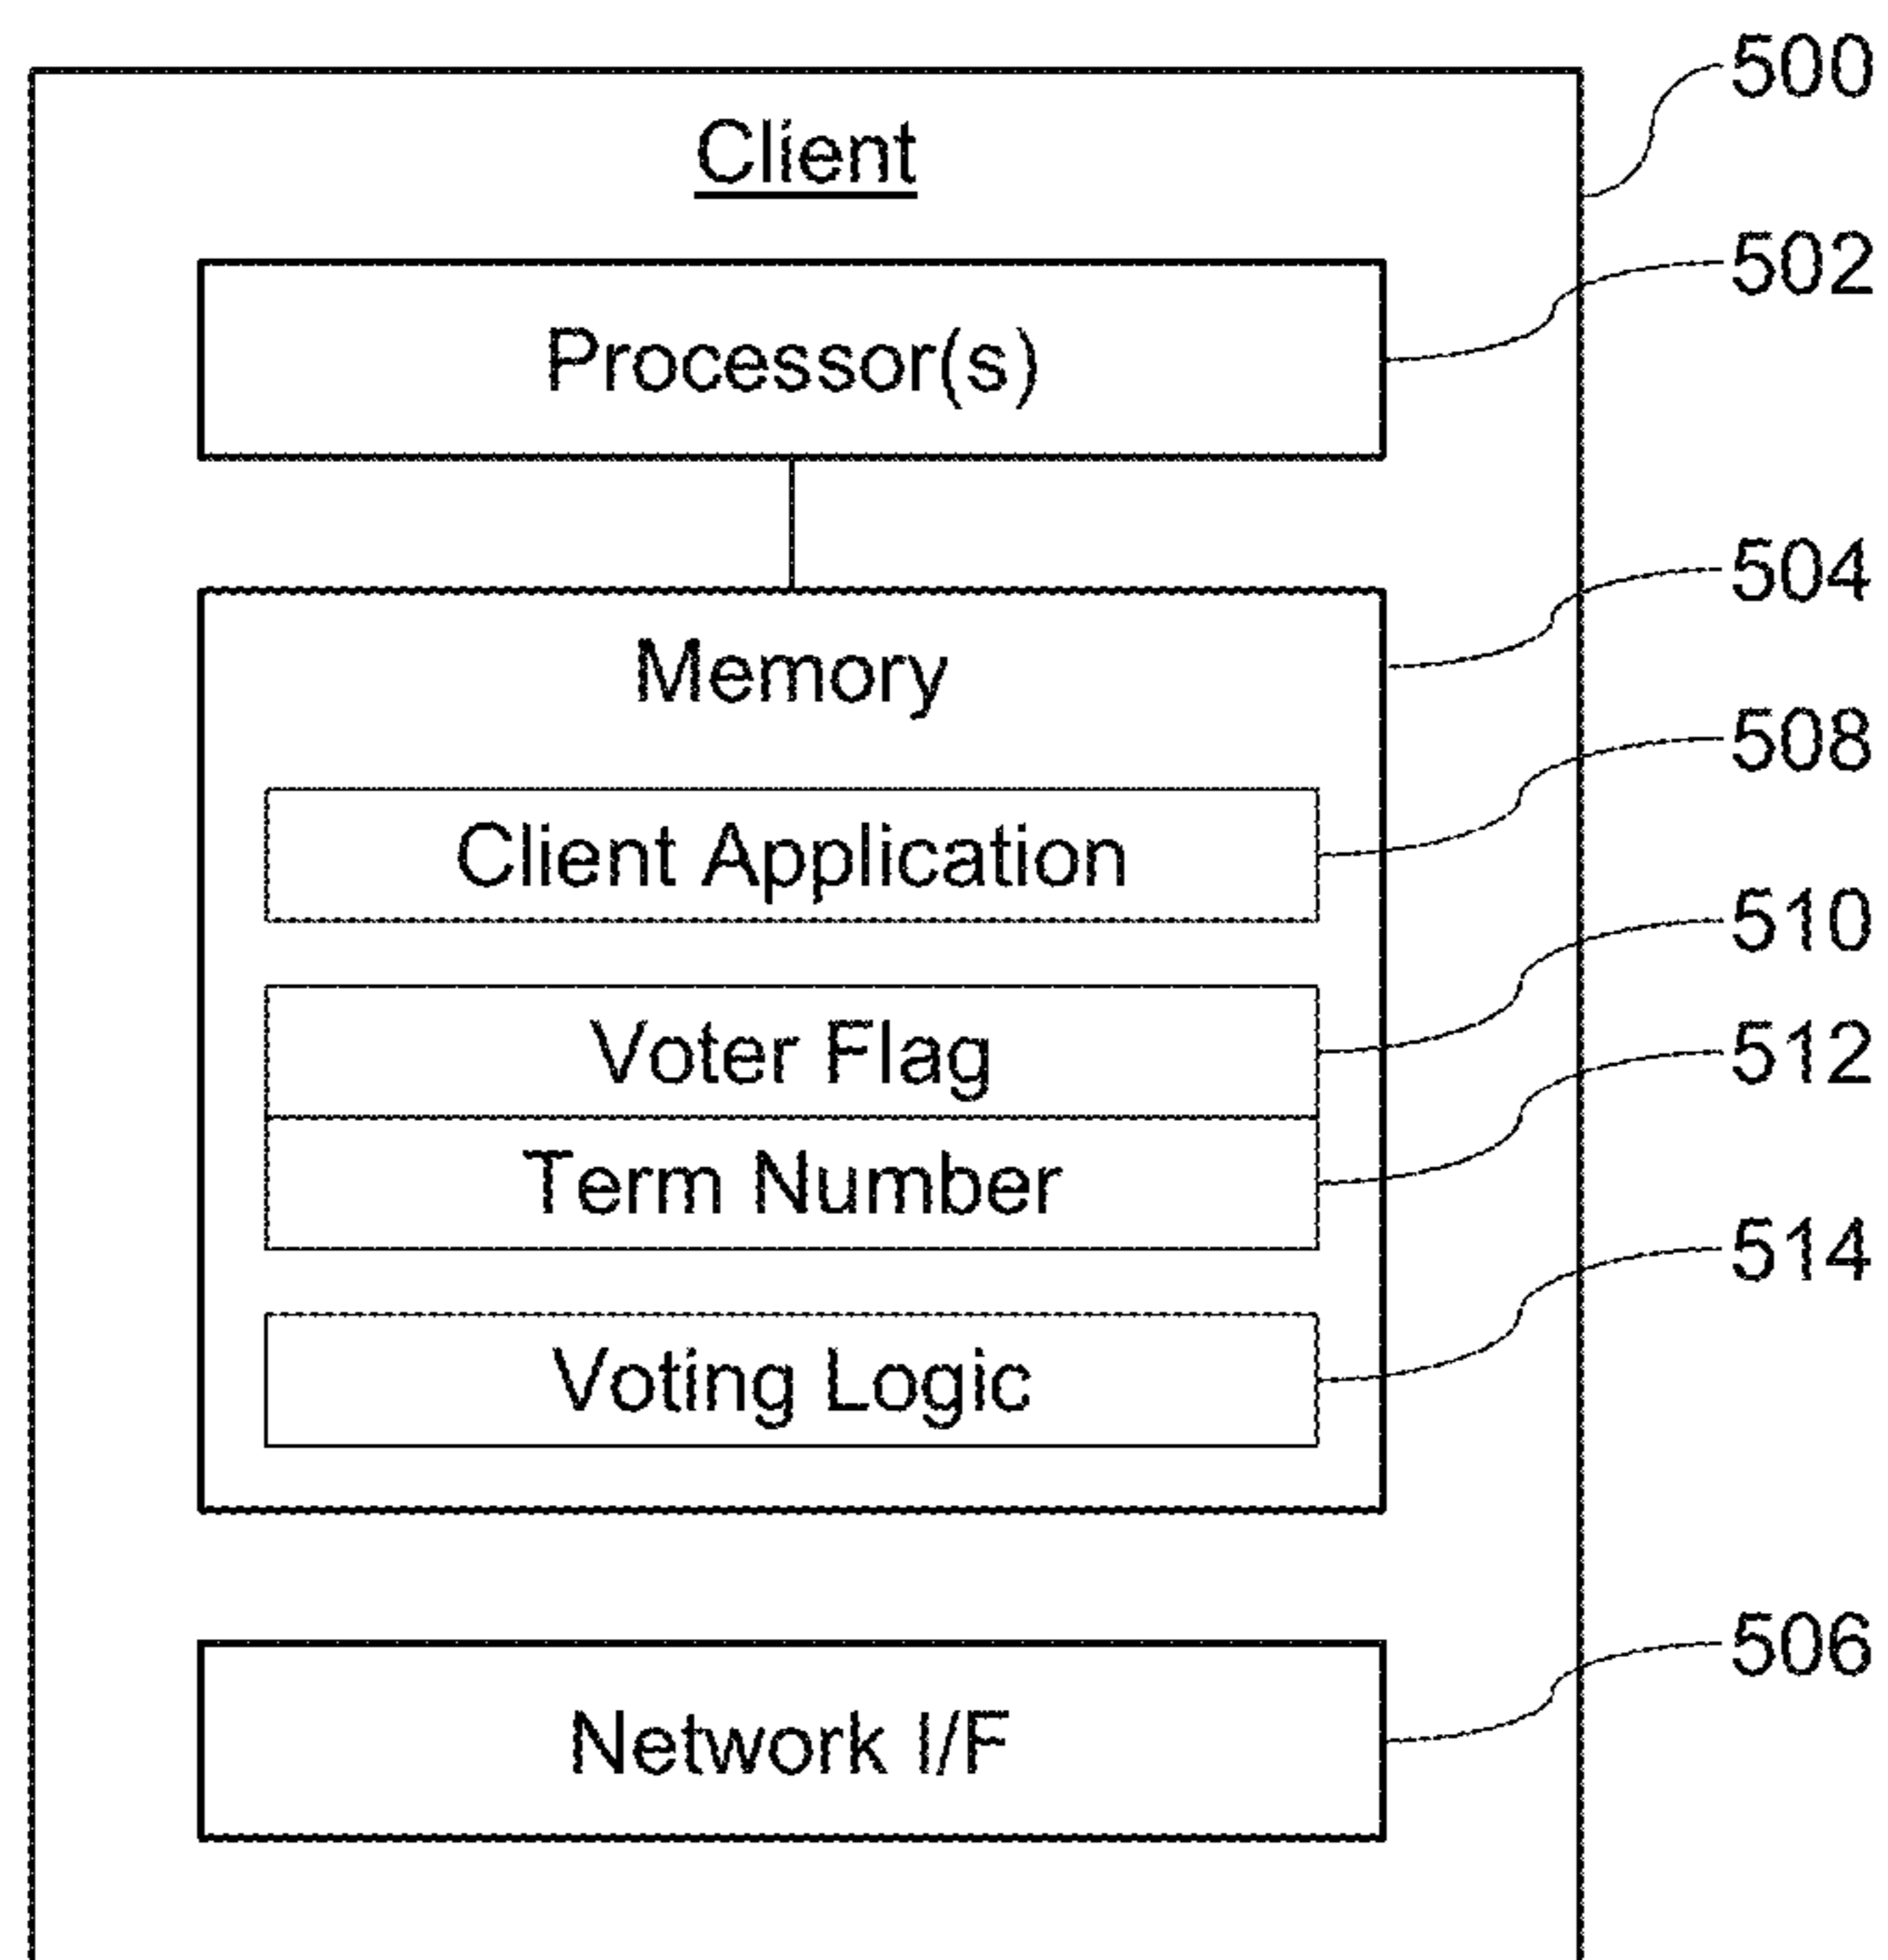 500
Client
502
Processor(s)
504
Memory
508
Client Application
510
Voter Flag
512
Term Number
514
Voting Logic
506
Network I/F